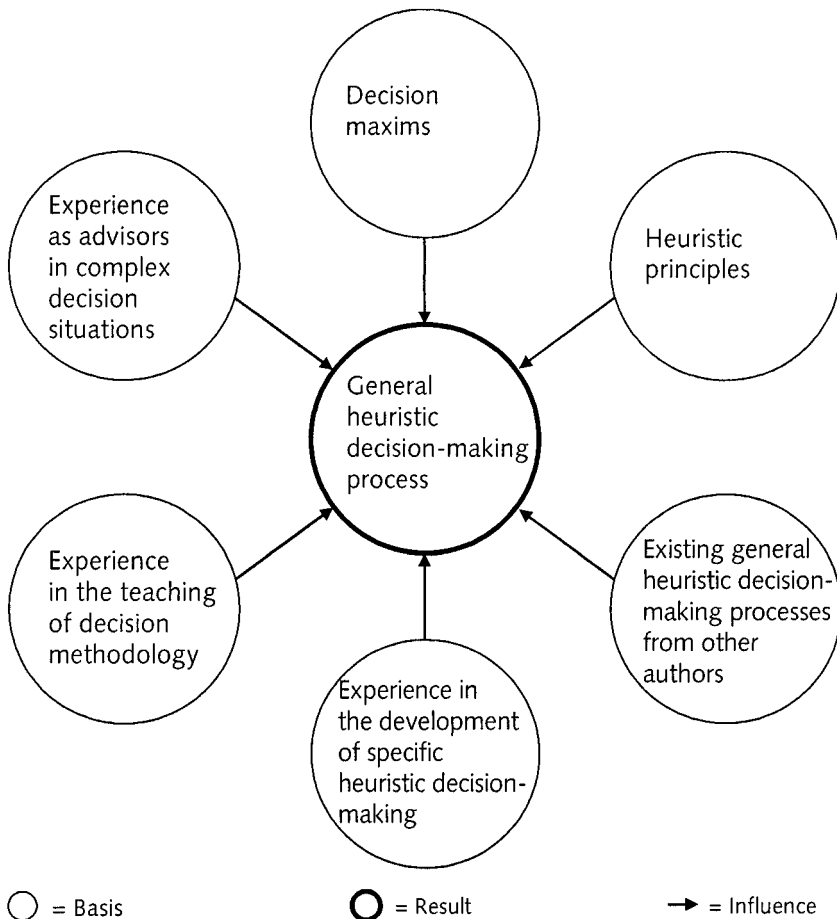 Decision
maxims
Experience
as advisors
in complex
decision
situations
Heuristic
principles
General
heuristic
decision-making
process
Experience
in the teaching
of decision
methodology
Existing general
heuristic decision-
making processes
from other
authors
Experience in
the development
of specific
heuristic decision-
making
= Basis
= Result
= Influence